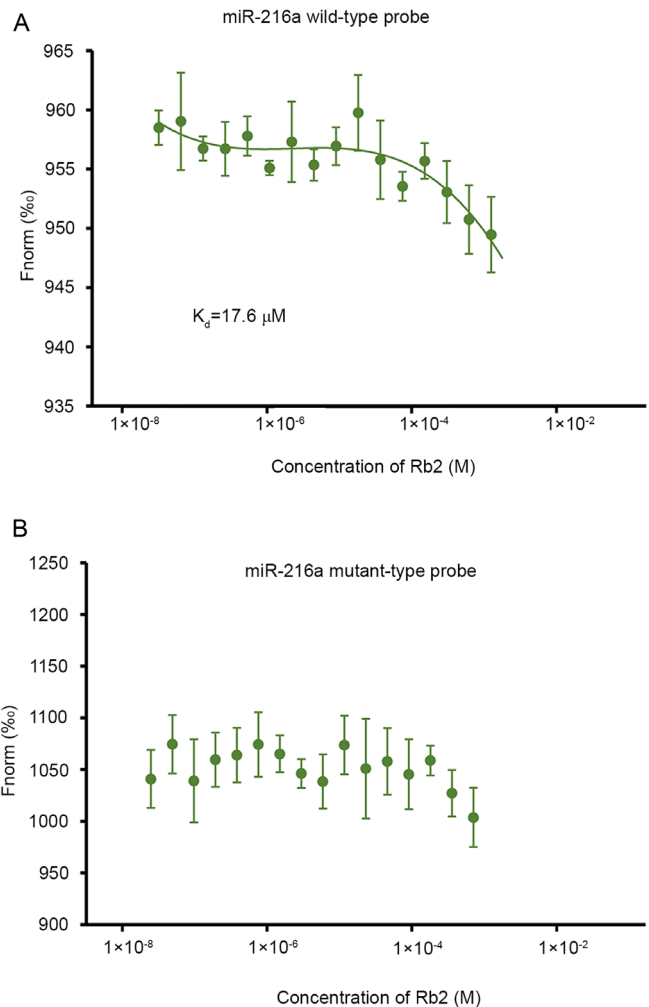 A
miR-216a wild-type probe
965
960
955
950
945
940
935
Fnorm (‰)
Kd=17.6 μM
1×10-8
1×10-6
1×10-4
1×10-2
Concentration of Rb2 (M)
B
miR-216a mutant-type probe
1250
1200
1150
1100
1050
1000
950
900
Fnorm (‰)
1×10-8
1×10-6
1×10-4
1×10-2
Concentration of Rb2 (M)